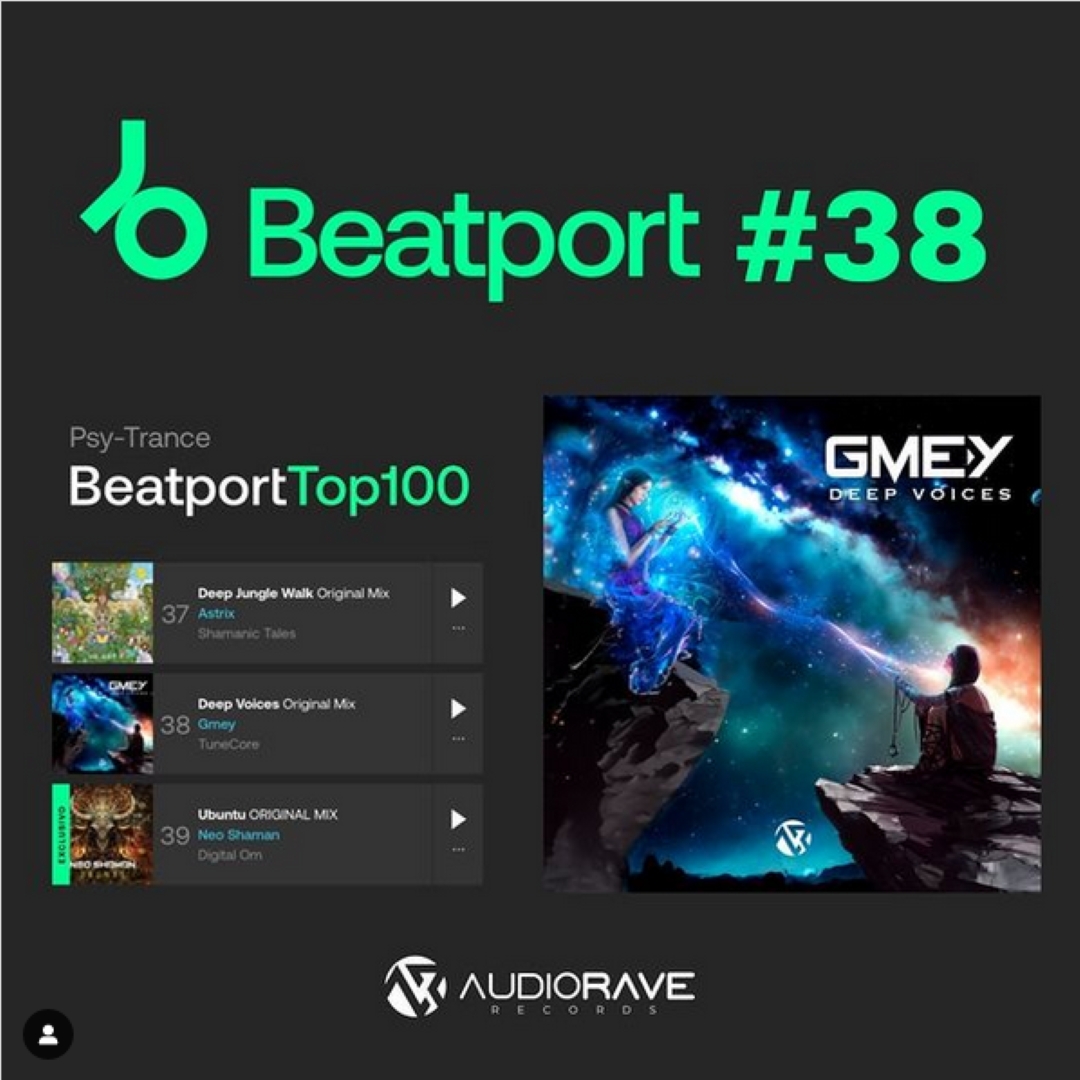 Beatport #38
Psy-Trance
BeatportTop100
37
Deep Jungle Walk Original Mix
Astrix
Shamanic Tales
GMEY
38
Deep Voices Original Mix
Gmey
TuneCore
EXCLUSIVO
NEO SHAMAN
39
Ubuntu ORIGINAL MIX
Neo Shaman
Digital Om
GMEY
DEEP VOICES
AUDIORAVE
RECORDS